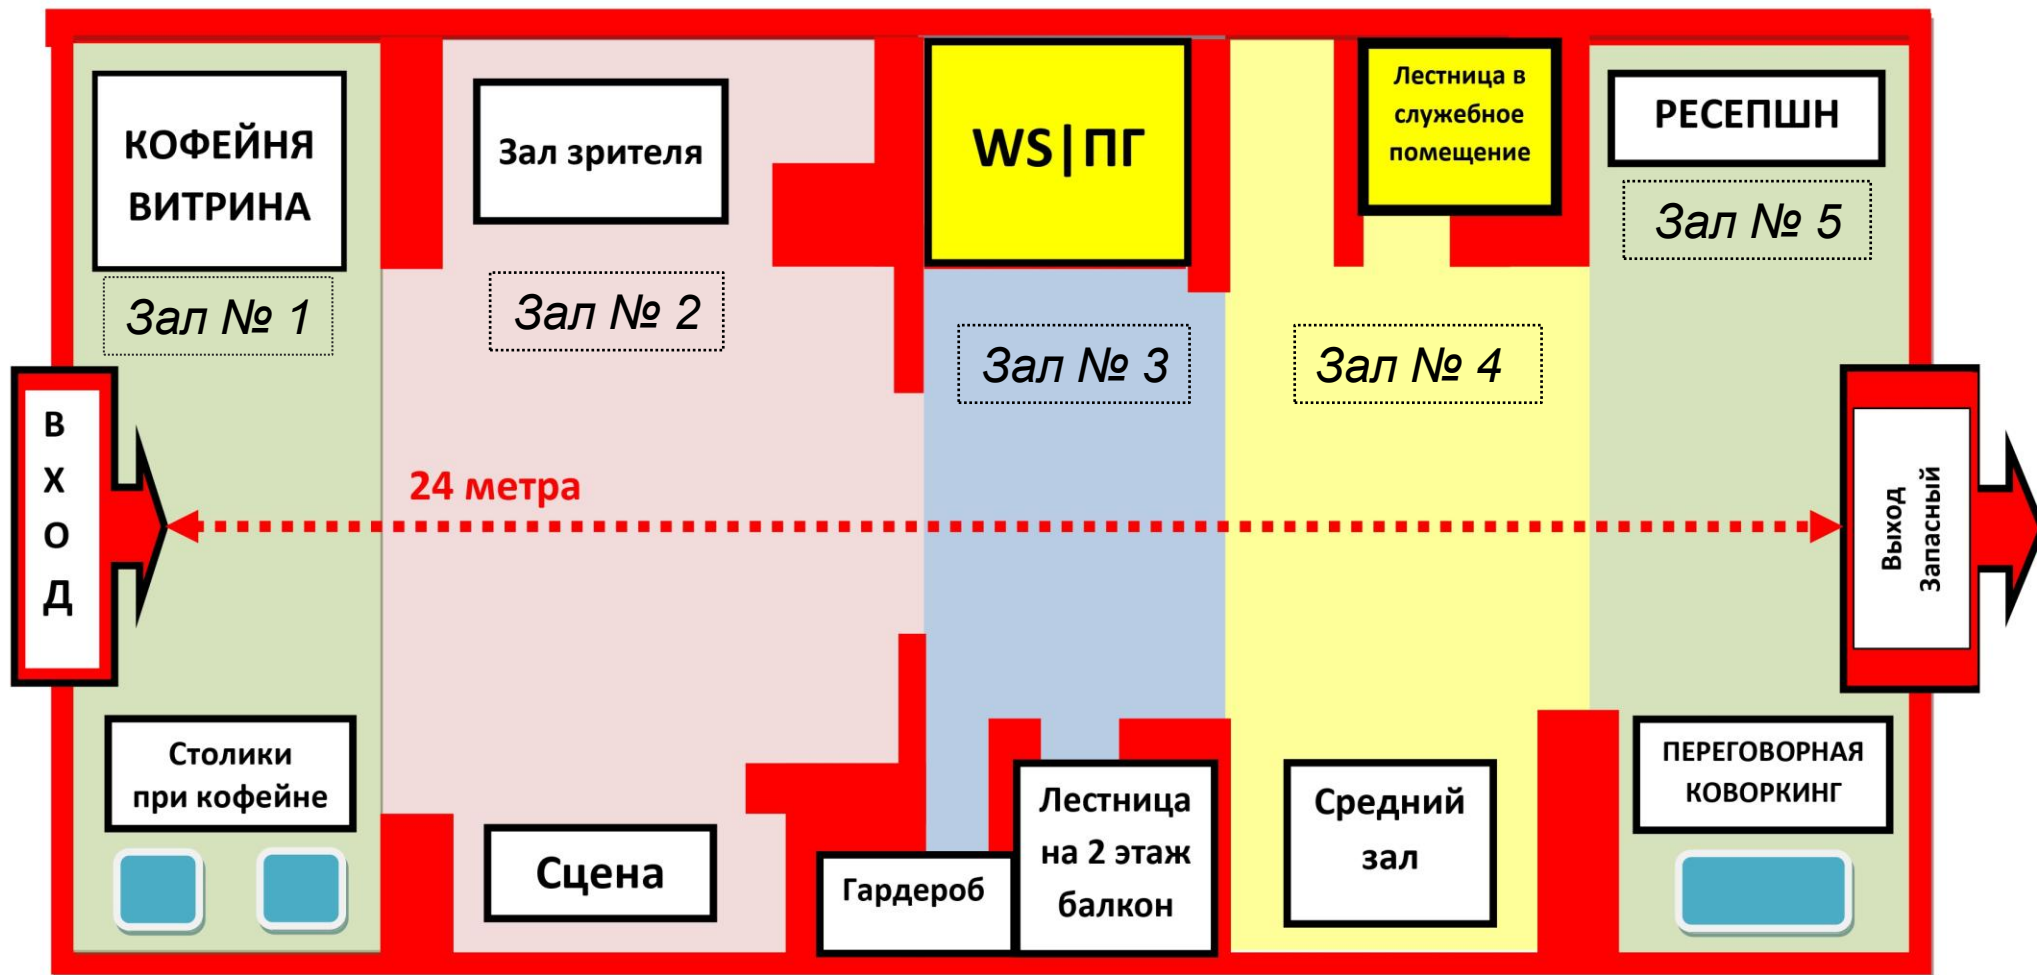 КОФЕЙНЯ
ВИТРИНА
Зал № 1
Зал зрителя
Зал № 2
WS|ПГ
Зал № 3
Лестница в
служебное
помещение
Зал № 4
РЕСЕПШН
Зал № 5
В
Х
О
Д
24 метра
Выход
Запасный
Столики
при кофейне
Сцена
Гардероб
Лестница
на 2 этаж
балкон
Средний
зал
ПЕРЕГОВОРНАЯ
КОВОРКИНГ